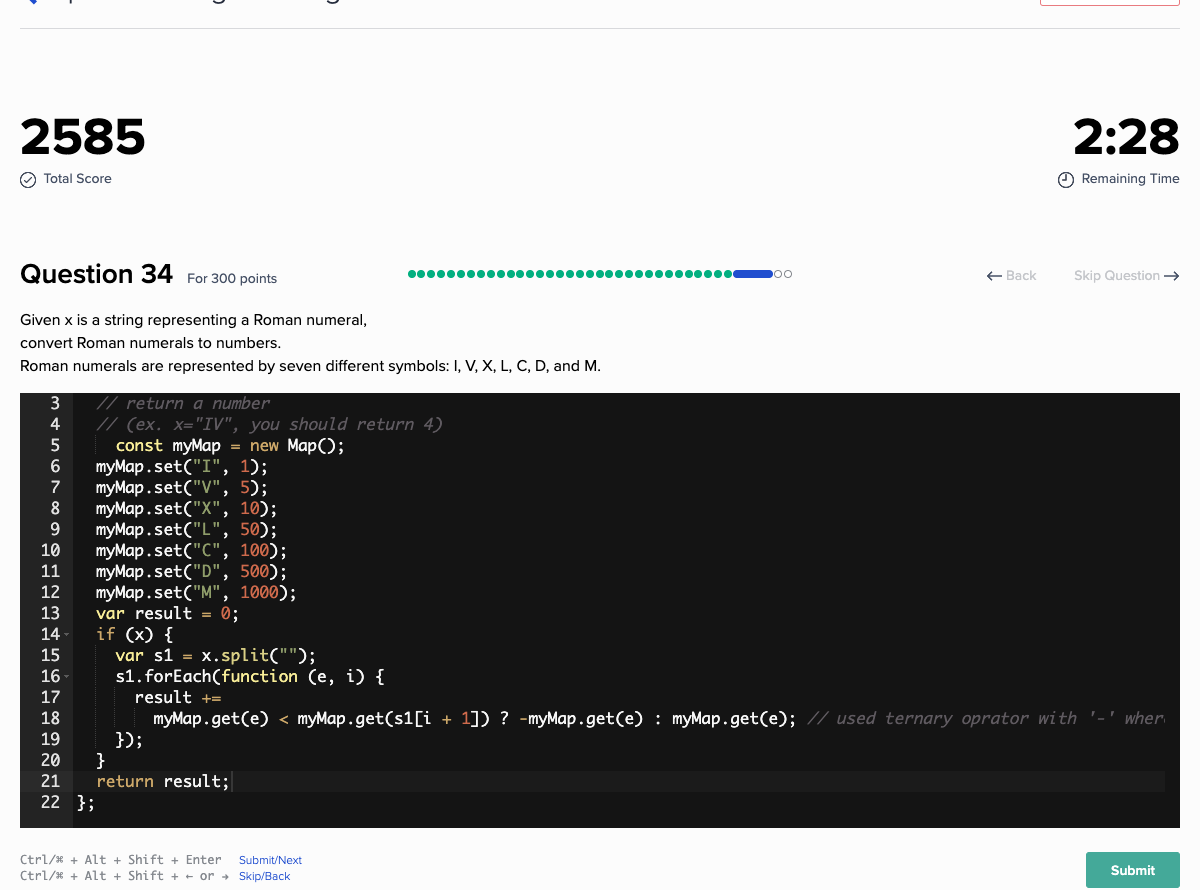 2585
Total Score
2:28
Remaining Time
Question 34 For 300 points
← Back
Skip Question →
Given x is a string representing a Roman numeral,
convert Roman numerals to numbers.
Roman numerals are represented by seven different symbols: I, V, X, L, C, D, and M.
3 // return a number
4 // (ex. x="IV", you should return 4)
5 const myMap = new Map();
6 myMap.set("I", 1);
7 myMap.set("V", 5);
8 myMap.set("X", 10);
9 myMap.set("L", 50);
10 myMap.set("C", 100);
11 myMap.set("D", 500);
12 myMap.set("M", 1000);
13 var result = 0;
14 if (x) {
15 var s1 = x.split("");
16 s1.forEach(function (e, i) {
17 result +=
18 myMap.get(e) < myMap.get(s1[i + 1]) ? -myMap.get(e) : myMap.get(e); // used ternary oprator with '-' wher
19 });
20 }
21 return result;
22 };
Ctrl/⌘ + Alt + Shift + Enter Submit/Next
Ctrl/⌘ + Alt + Shift + ← or → Skip/Back
Submit